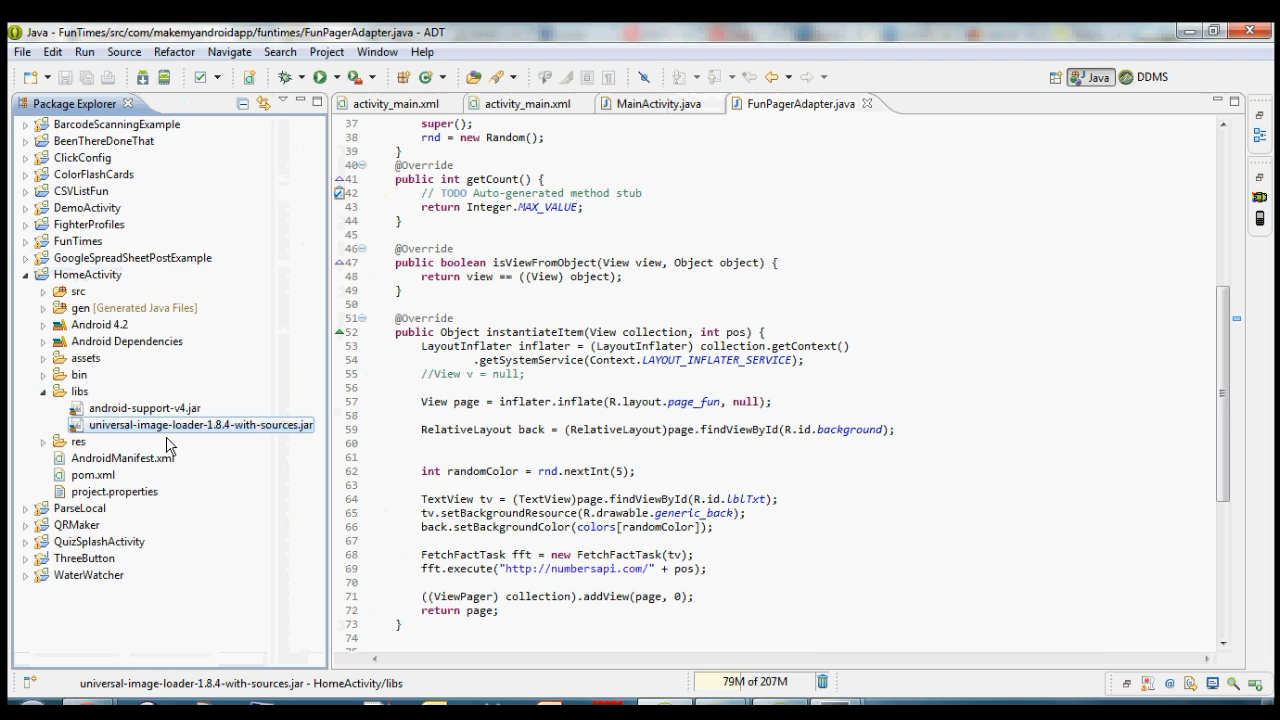 Java - FunTimes/src/com/makemyandroidapp/funtimes/FunPagerAdapter.java - ADT
File Edit Run Source Refactor Navigate Search Project Window Help
Java DDMS
Package Explorer
BarcodeScanningExample
BeenThereDoneThat
ClickConfig
ColorFlashCards
CSVListFun
DemoActivity
FighterProfiles
FunTimes
GoogleSpreadSheetPostExample
HomeActivity
src
gen [Generated Java Files]
Android 4.2
Android Dependencies
assets
bin
libs
android-support-v4.jar
universal-image-loader-1.8.4-with-sources.jar
res
AndroidManifest.xml
pom.xml
project.properties
ParseLocal
QRMaker
QuizSplashActivity
ThreeButton
WaterWatcher
activity_main.xml activity_main.xml MainActivity.java FunPagerAdapter.java
37 super();
38 rnd = new Random();
39 }
40 @Override
41 public int getCount() {
42 // TODO Auto-generated method stub
43 return Integer.MAX_VALUE;
44 }
45
46 @Override
47 public boolean isViewFromObject(View view, Object object) {
48 return view == ((View) object);
49 }
50
51 @Override
52 public Object instantiateItem(View collection, int pos) {
53 LayoutInflater inflater = (LayoutInflater) collection.getContext()
54 .getSystemService(Context.LAYOUT_INFLATER_SERVICE);
55 //View v = null;
56
57 View page = inflater.inflate(R.layout.page_fun, null);
58
59 RelativeLayout back = (RelativeLayout)page.findViewById(R.id.background);
60
61
62 int randomColor = rnd.nextInt(5);
63
64 TextView tv = (TextView)page.findViewById(R.id.lblTxt);
65 tv.setBackgroundResource(R.drawable.generic_back);
66 back.setBackgroundColor(colors[randomColor]);
67
68 FetchFactTask fft = new FetchFactTask(tv);
69 fft.execute("http://numbersapi.com/" + pos);
70
71 ((ViewPager) collection).addView(page, 0);
72 return page;
73 }
74
universal-image-loader-1.8.4-with-sources.jar - HomeActivity/libs
79M of 207M